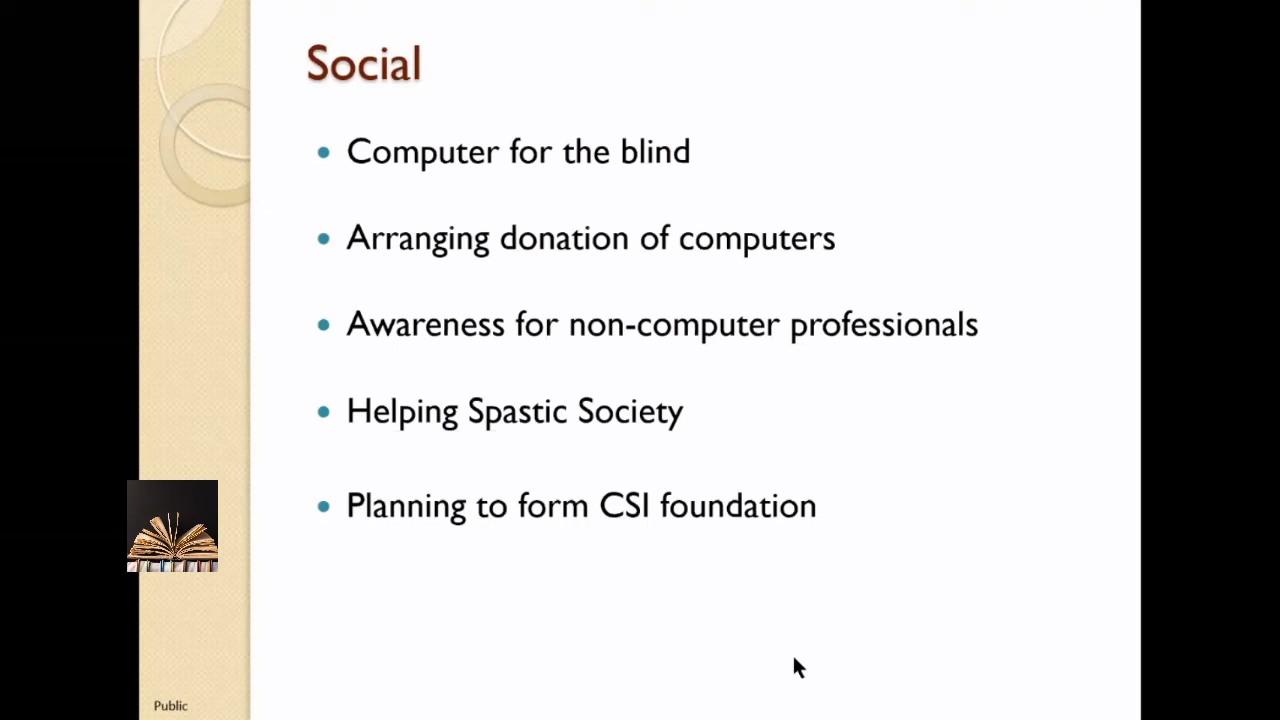 Social
Computer for the blind
Arranging donation of computers
Awareness for non-computer professionals
Helping Spastic Society
Planning to form CSI foundation
Public